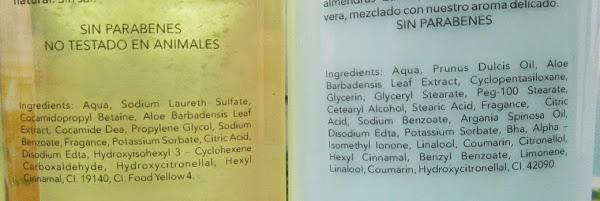 natural. Sin sal.
SIN PARABENES
NO TESTADO EN ANIMALES
Ingredients: Aqua, Sodium Laureth Sulfate,
Cocamidopropyl Betaine, Aloe Barbadensis Leaf
Extract, Cocamide Dea, Propylene Glycol, Sodium
Benzoate, Fragance, Potassium Sorbate, Citric Acid,
Disodium Edta, Hydroxyisohexyl 3 – Cyclohexene
Carboxaldehyde, Hydroxycitronellal, Hexyl
Cinnamal, CI. 19140, CI. Food Yellow 4.
almendras
vera, mezclado con nuestro aroma delicado.
SIN PARABENES
Ingredients: Aqua, Prunus Dulcis Oil, Aloe
Barbadensis Leaf Extract, Cyclopentasiloxane,
Glycerin, Glyceryl Stearate, Peg-100 Stearate,
Cetearyl Alcohol, Stearic Acid, Fragance, Citric
Acid, Sodium Benzoate, Argania Spinosa Oil,
Disodium Edta, Potassium Sorbate, Bha, Alpha –
Isomethyl Ionone, Linalool, Coumarin, Citronellol,
Hexyl Cinnamal, Benzyl Benzoate, Limonene,
Linalool, Coumarin, Hydroxycitronellal, CI. 42090.